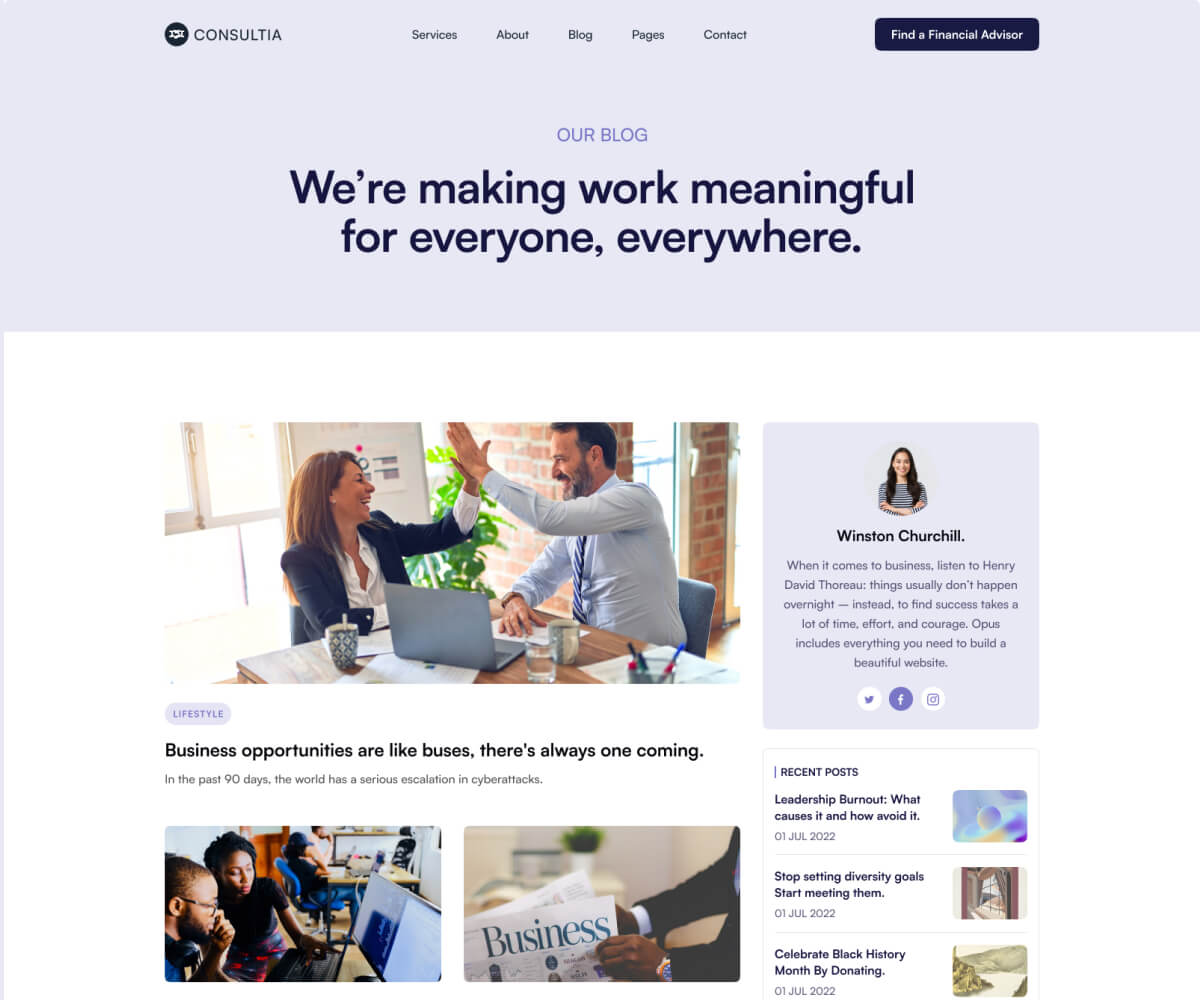 CONSULTIA
Services
About
Blog
Pages
Contact
Find a Financial Advisor
OUR BLOG
We’re making work meaningful
for everyone, everywhere.
LIFESTYLE
Business opportunities are like buses, there's always one coming.
In the past 90 days, the world has a serious escalation in cyberattacks.
Business
Winston Churchill.
When it comes to business, listen to Henry
David Thoreau: things usually don’t happen
overnight – instead, to find success takes a
lot of time, effort, and courage. Opus
includes everything you need to build a
beautiful website.
RECENT POSTS
Leadership Burnout: What
causes it and how avoid it.
01 JUL 2022
Stop setting diversity goals
Start meeting them.
01 JUL 2022
Celebrate Black History
Month By Donating.
01 JUL 2022